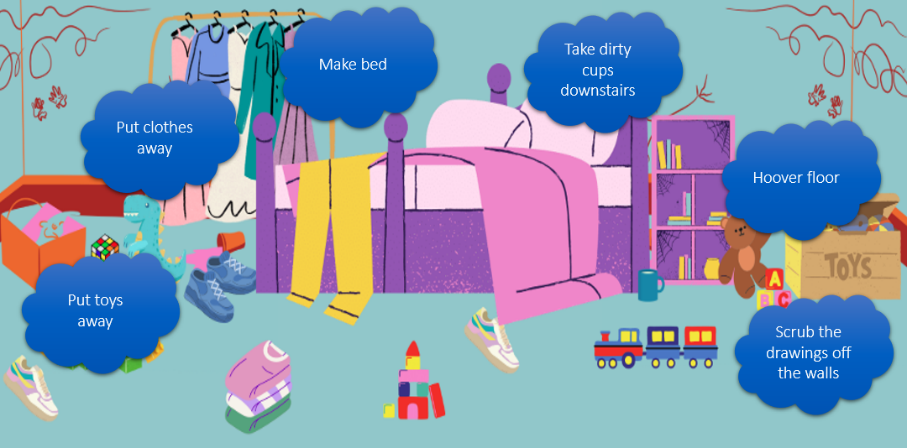 Make bed
Take dirty
cups
downstairs
Put clothes
away
Hoover floor
TOYS
A
B C
Put toys
away
Scrub the
drawings off
the walls